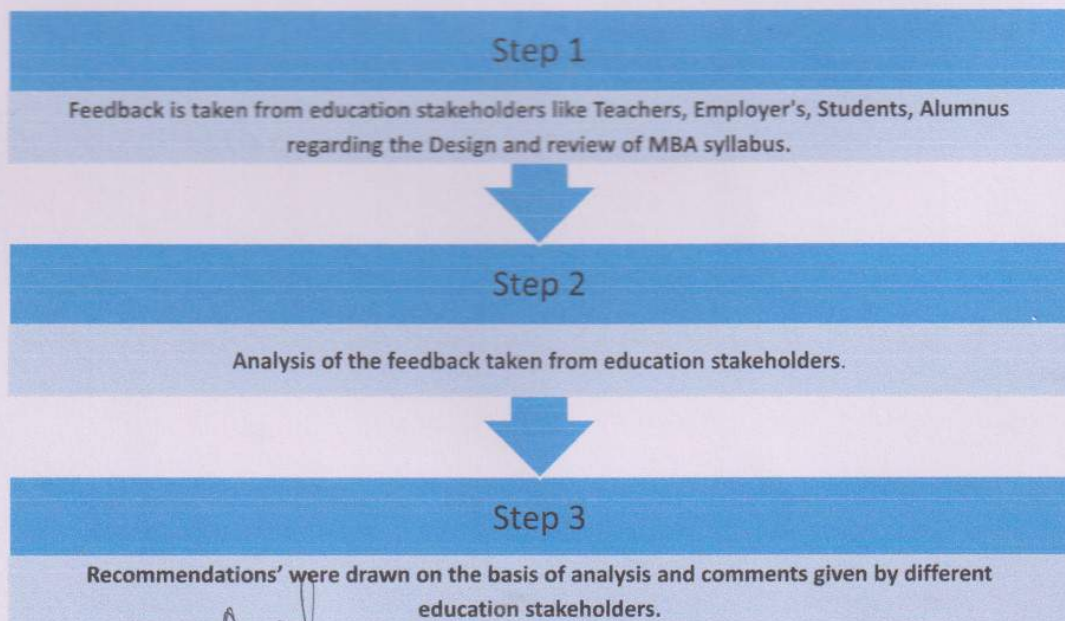 Step 1
Feedback is taken from education stakeholders like Teachers, Employer's, Students, Alumnus
regarding the Design and review of MBA syllabus.
Step 2
Analysis of the feedback taken from education stakeholders.
Step 3
Recommendations’ were drawn on the basis of analysis and comments given by different
education stakeholders.